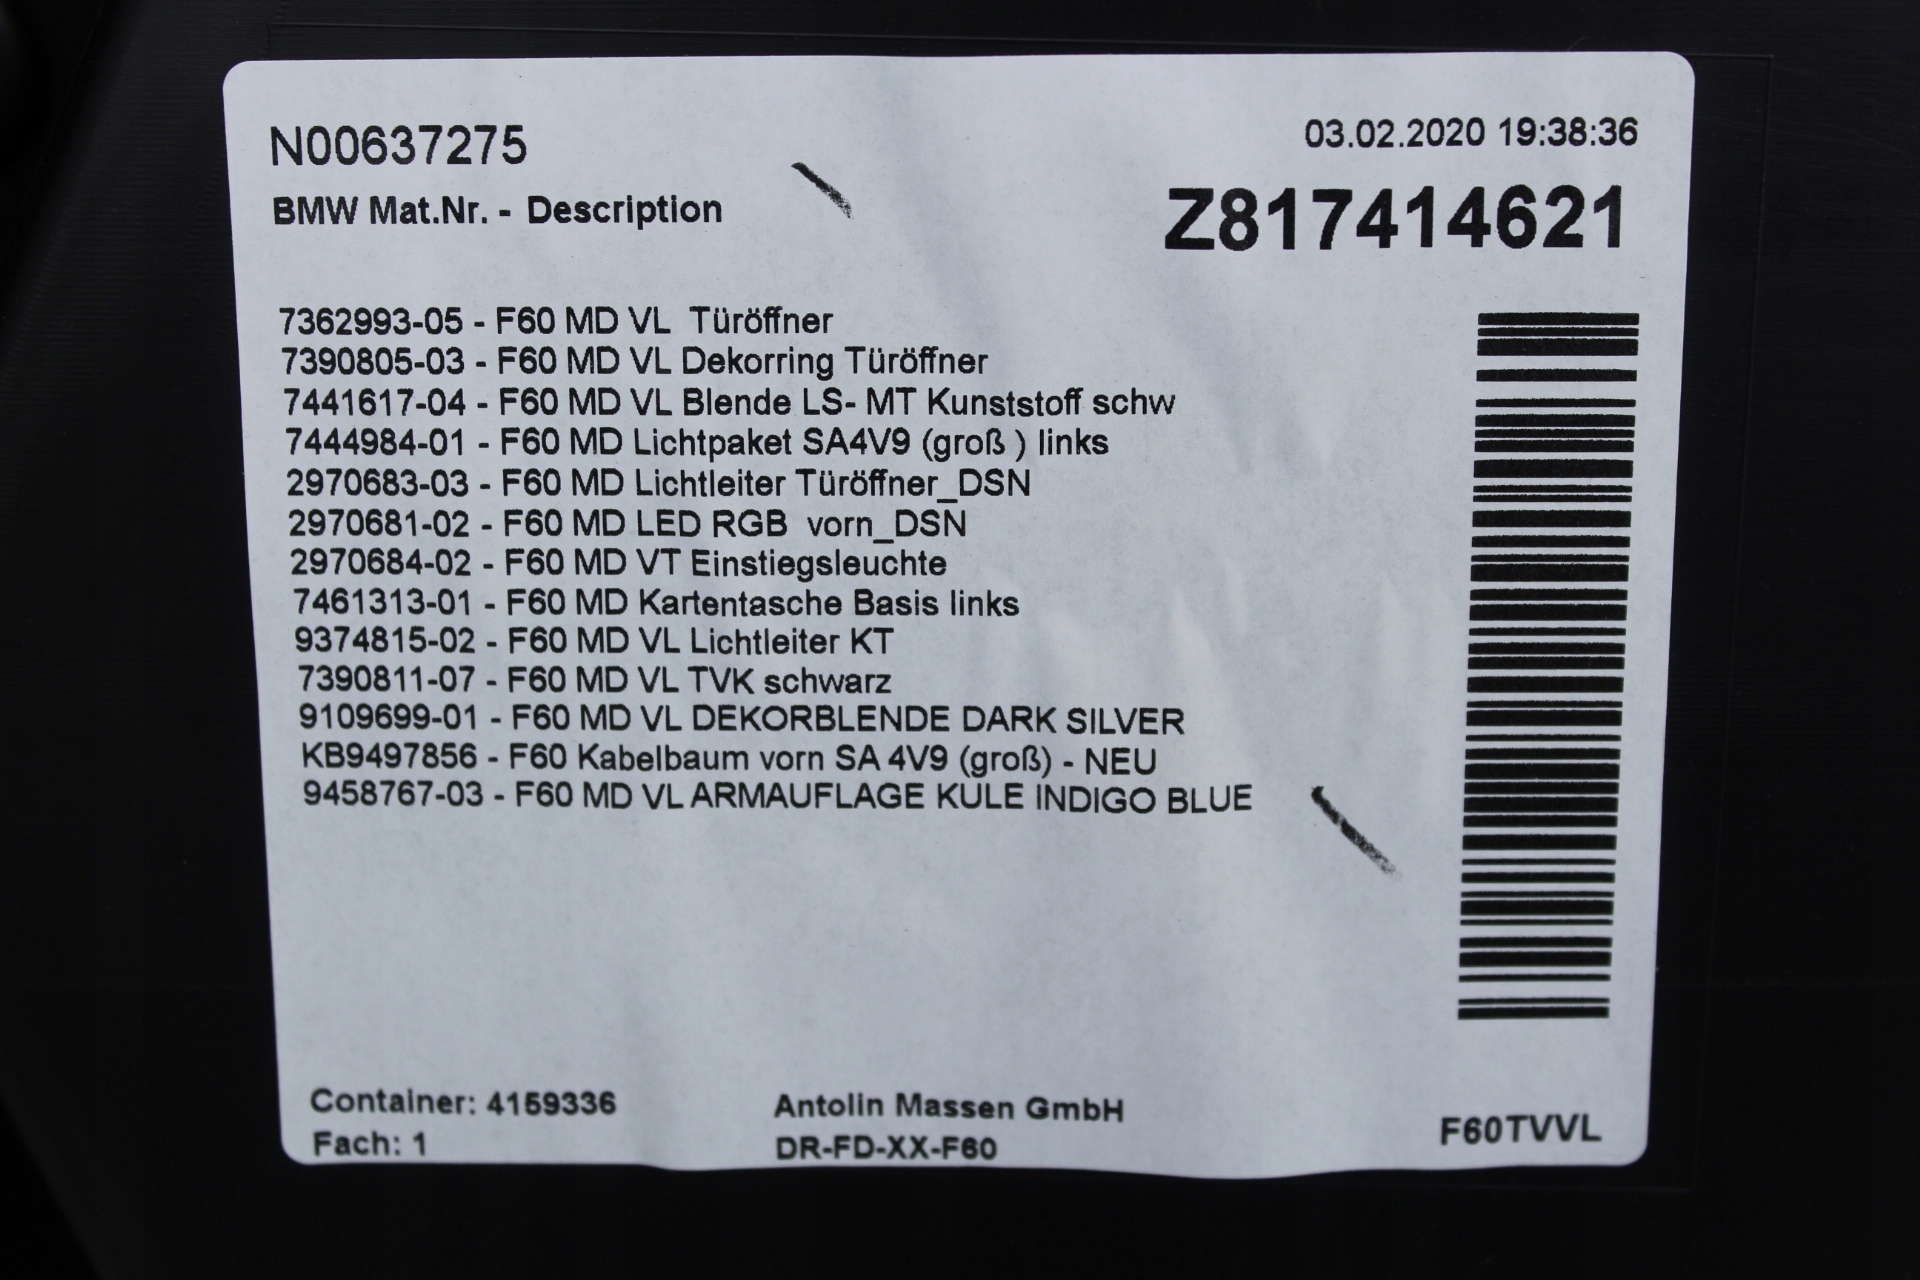 N00637275
03.02.2020 19:38:36
BMW Mat.Nr. - Description
Z817414621
7362993-05 - F60 MD VL  Türöffner
7390805-03 - F60 MD VL Dekorring Türöffner
7441617-04 - F60 MD VL Blende LS- MT Kunststoff schw
7444984-01 - F60 MD Lichtpaket SA4V9 (groß ) links
2970683-03 - F60 MD Lichtleiter Türöffner_DSN
2970681-02 - F60 MD LED RGB  vorn_DSN
2970684-02 - F60 MD VT Einstiegsleuchte
7461313-01 - F60 MD Kartentasche Basis links
9374815-02 - F60 MD VL Lichtleiter KT
7390811-07 - F60 MD VL TVK schwarz
9109699-01 - F60 MD VL DEKORBLENDE DARK SILVER
KB9497856 - F60 Kabelbaum vorn SA 4V9 (groß) - NEU
9458767-03 - F60 MD VL ARMAUFLAGE KULE INDIGO BLUE
Container: 4159336
Antolin Massen GmbH
F60TVVL
Fach: 1
DR-FD-XX-F60